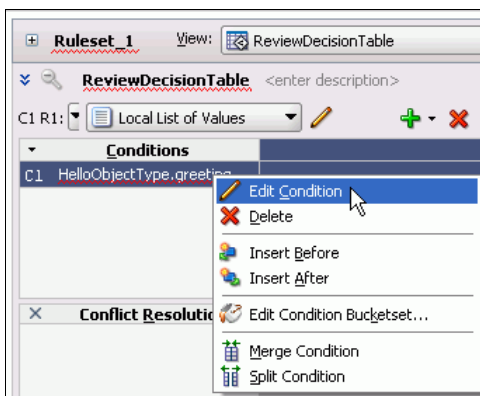 Ruleset_1 View: ReviewDecisionTable
ReviewDecisionTable <enter description>
C1 R1: Local List of Values
Conditions
C1 HelloObjectType.greeting
Edit Condition
Delete
Insert Before
Insert After
Conflict Resolutio
Edit Condition Bucketset...
Merge Condition
Split Condition